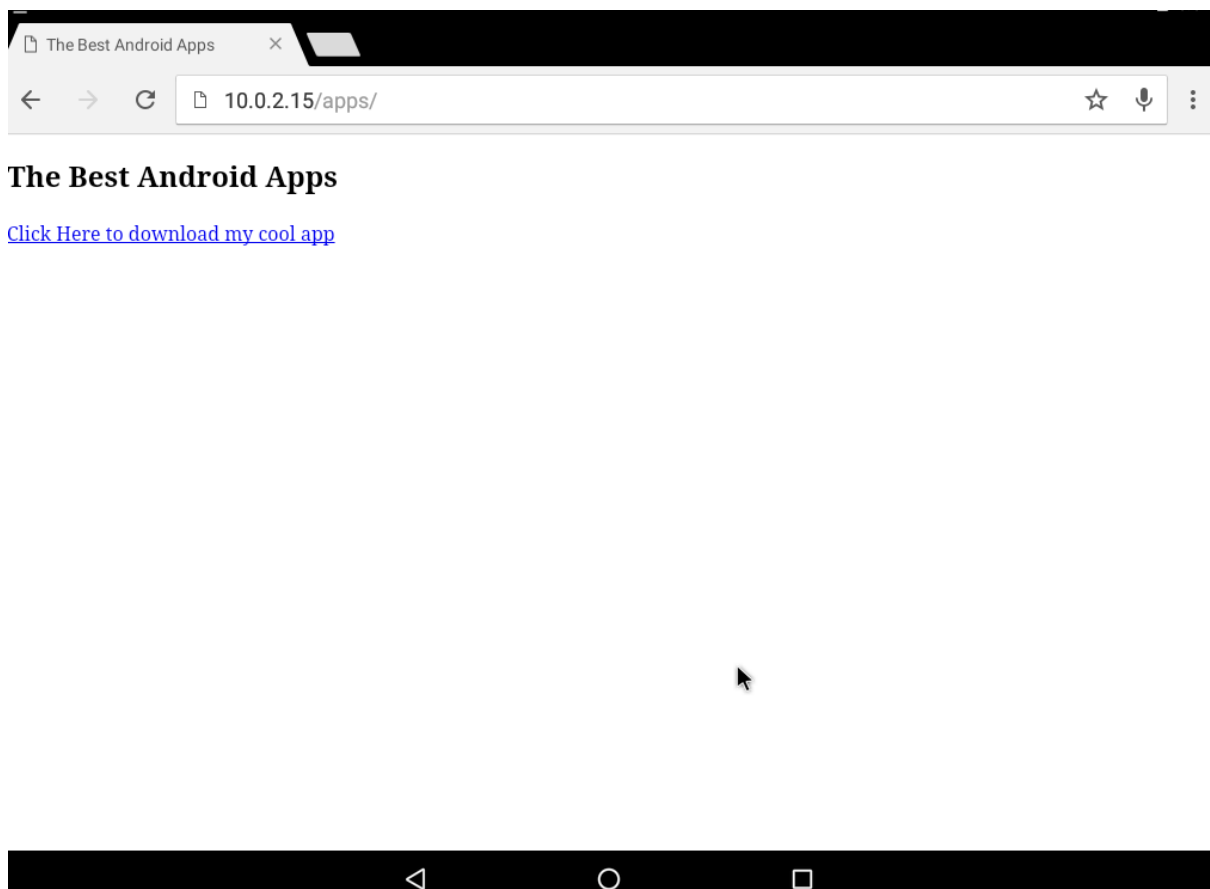 The Best Android Apps
10.0.2.15/apps/
The Best Android Apps
Click Here to download my cool app